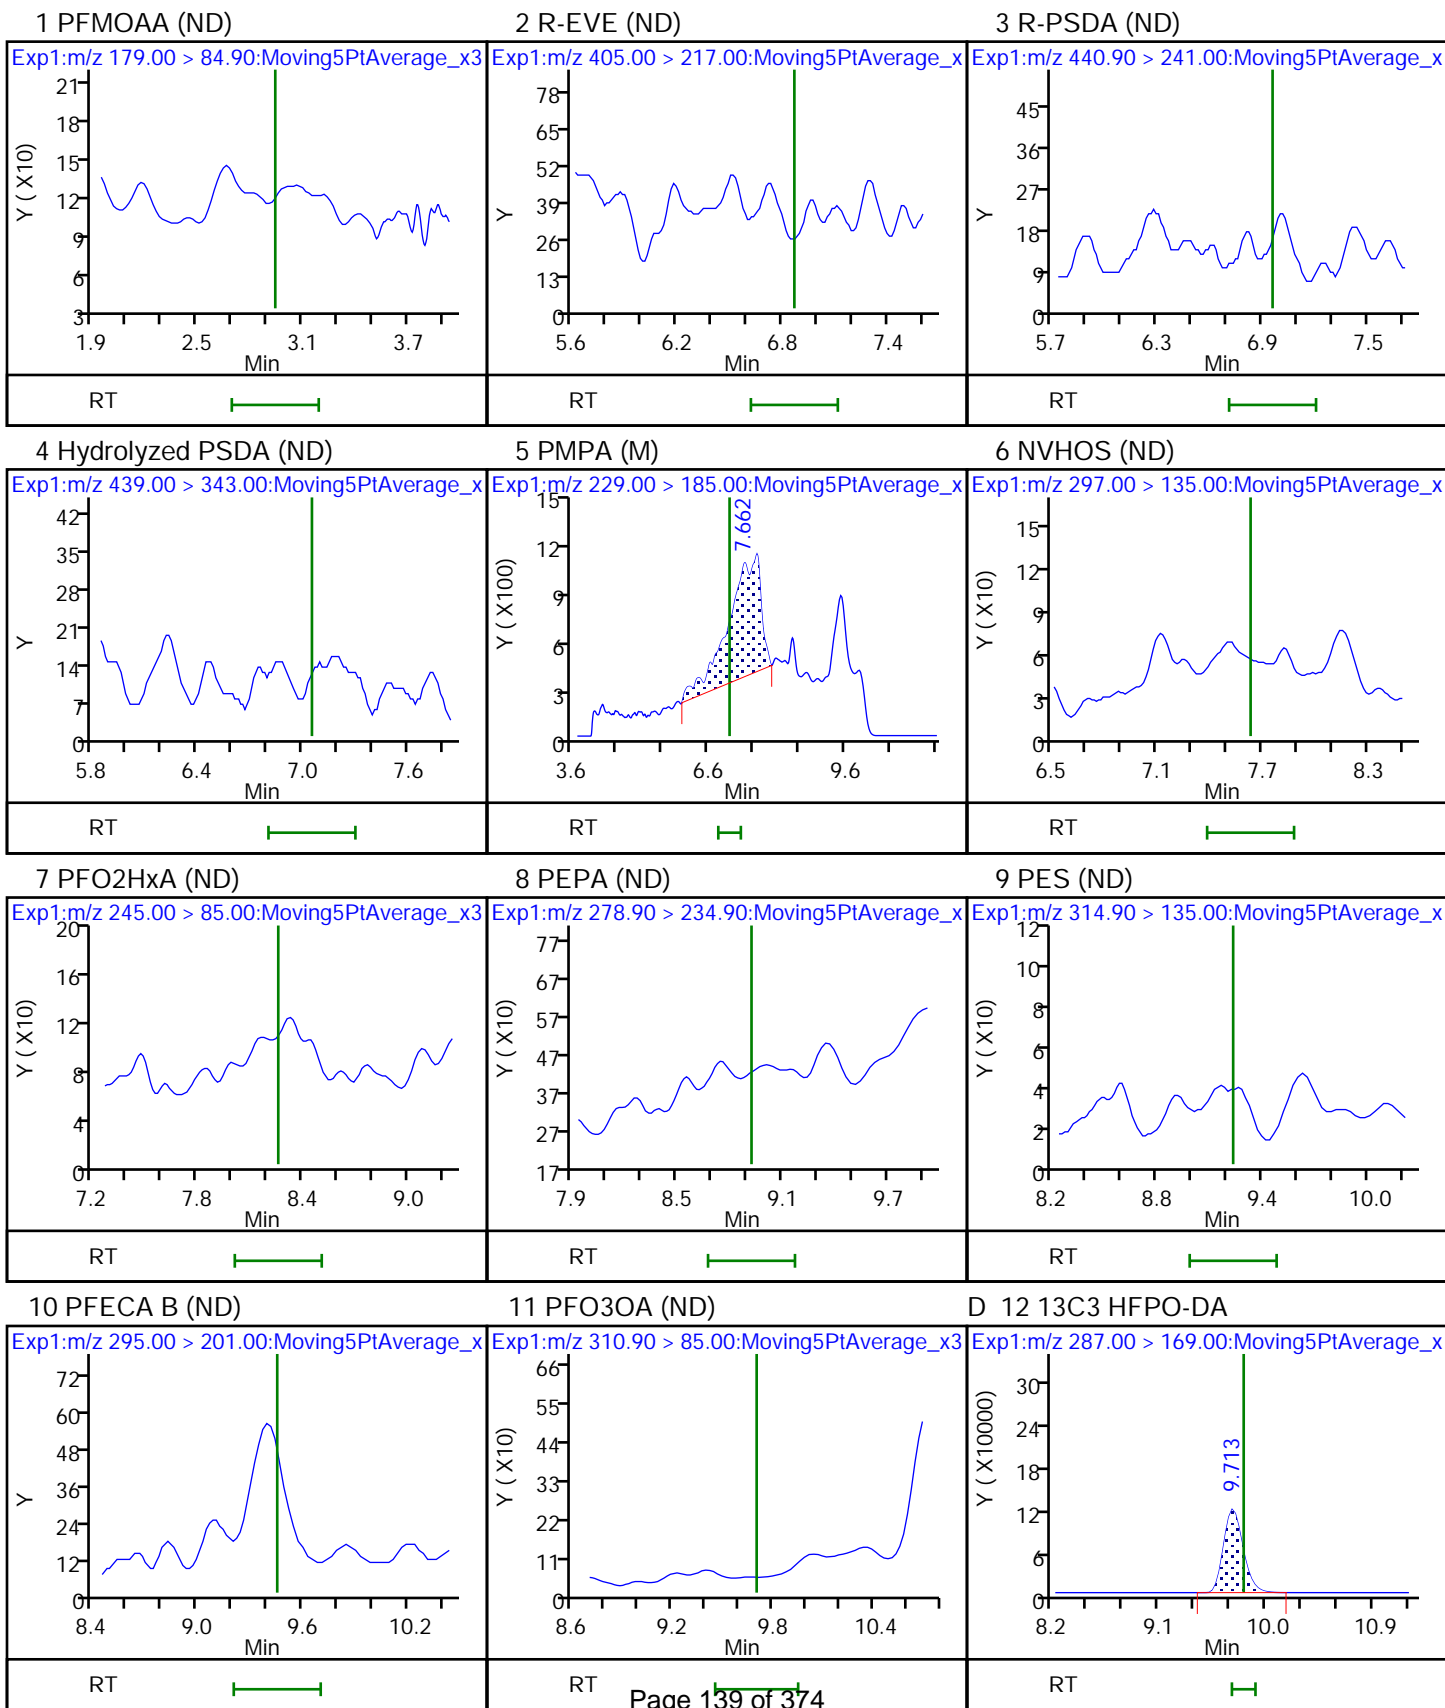 1 PFMOAA (ND)
2 R-EVE (ND)
3 R-PSDA (ND)
Exp1:m/z 179.00 > 84.90:Moving5PtAverage_x3
Exp1:m/z 405.00 > 217.00:Moving5PtAverage_x
Exp1:m/z 440.90 > 241.00:Moving5PtAverage_x
Y ( X10)
21
18
15
12
9
6
3
1.9 2.5 3.1 3.7
Min
RT
Y
78
65
52
39
26
13
0
5.6 6.2 6.8 7.4
Min
RT
Y
45
36
27
18
9
0
5.7 6.3 6.9 7.5
Min
RT
4 Hydrolyzed PSDA (ND)
5 PMPA (M)
6 NVHOS (ND)
Exp1:m/z 439.00 > 343.00:Moving5PtAverage_x
Exp1:m/z 229.00 > 185.00:Moving5PtAverage_x
Exp1:m/z 297.00 > 135.00:Moving5PtAverage_x
Y
42
35
28
21
14
7
0
5.8 6.4 7.0 7.6
Min
RT
Y ( X100)
15
12
9
6
3
0
7.662
3.6 6.6 9.6
Min
RT
Y ( X10)
15
12
9
6
3
0
6.5 7.1 7.7 8.3
Min
RT
7 PFO2HxA (ND)
8 PEPA (ND)
9 PES (ND)
Exp1:m/z 245.00 > 85.00:Moving5PtAverage_x3
Exp1:m/z 278.90 > 234.90:Moving5PtAverage_x
Exp1:m/z 314.90 > 135.00:Moving5PtAverage_x
Y ( X10)
20
16
12
8
4
0
7.2 7.8 8.4 9.0
Min
RT
Y ( X10)
77
67
57
47
37
27
17
7.9 8.5 9.1 9.7
Min
RT
Y ( X10)
12
10
8
6
4
2
0
8.2 8.8 9.4 10.0
Min
RT
10 PFECA B (ND)
11 PFO3OA (ND)
D 12 13C3 HFPO-DA
Exp1:m/z 295.00 > 201.00:Moving5PtAverage_x
Exp1:m/z 310.90 > 85.00:Moving5PtAverage_x3
Exp1:m/z 287.00 > 169.00:Moving5PtAverage_x
Y
72
60
48
36
24
12
0
8.4 9.0 9.6 10.2
Min
RT
Y ( X10)
66
55
44
33
22
11
0
8.6 9.2 9.8 10.4
Min
RT
Y ( X10000)
30
24
18
12
6
0
9.713
8.2 9.1 10.0 10.9
Min
RT
Page 139 of 374